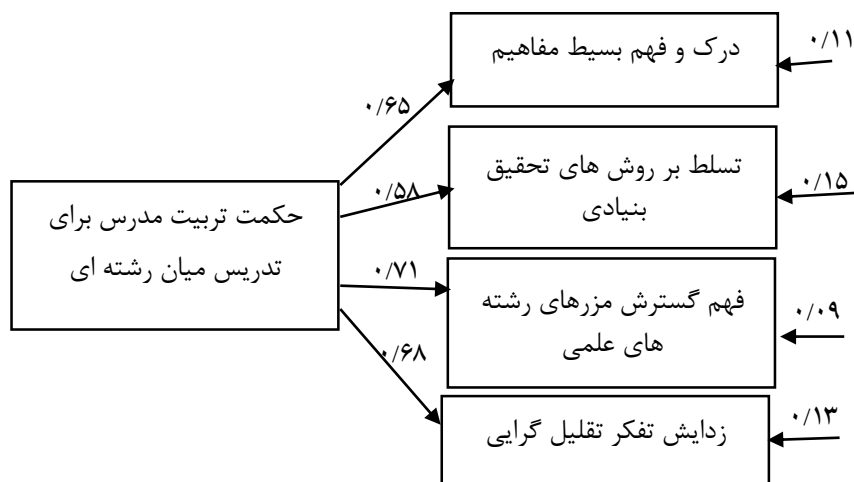 درک و فهم بسیط مفاهیم
۰/۱۱
۰/۶۵
تسلط بر روش های تحقیق
بنیادی
۰/۱۵
۰/۵۸
حکمت تربیت مدرس برای
تدریس میان رشته ای
۰/۷۱
فهم گسترش مزرهای رشته
های علمی
۰/۰۹
۰/۶۸
زدایش تفکر تقلیل گرایی
۰/۱۳